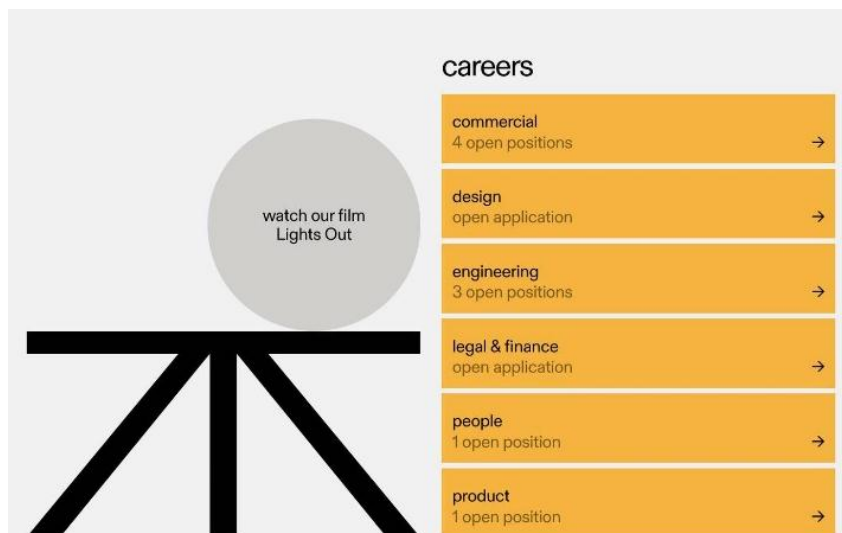 careers
commercial
4 open positions
→
design
open application
→
watch our film
Lights Out
engineering
3 open positions
→
legal & finance
open application
→
people
1 open position
→
product
1 open position
→